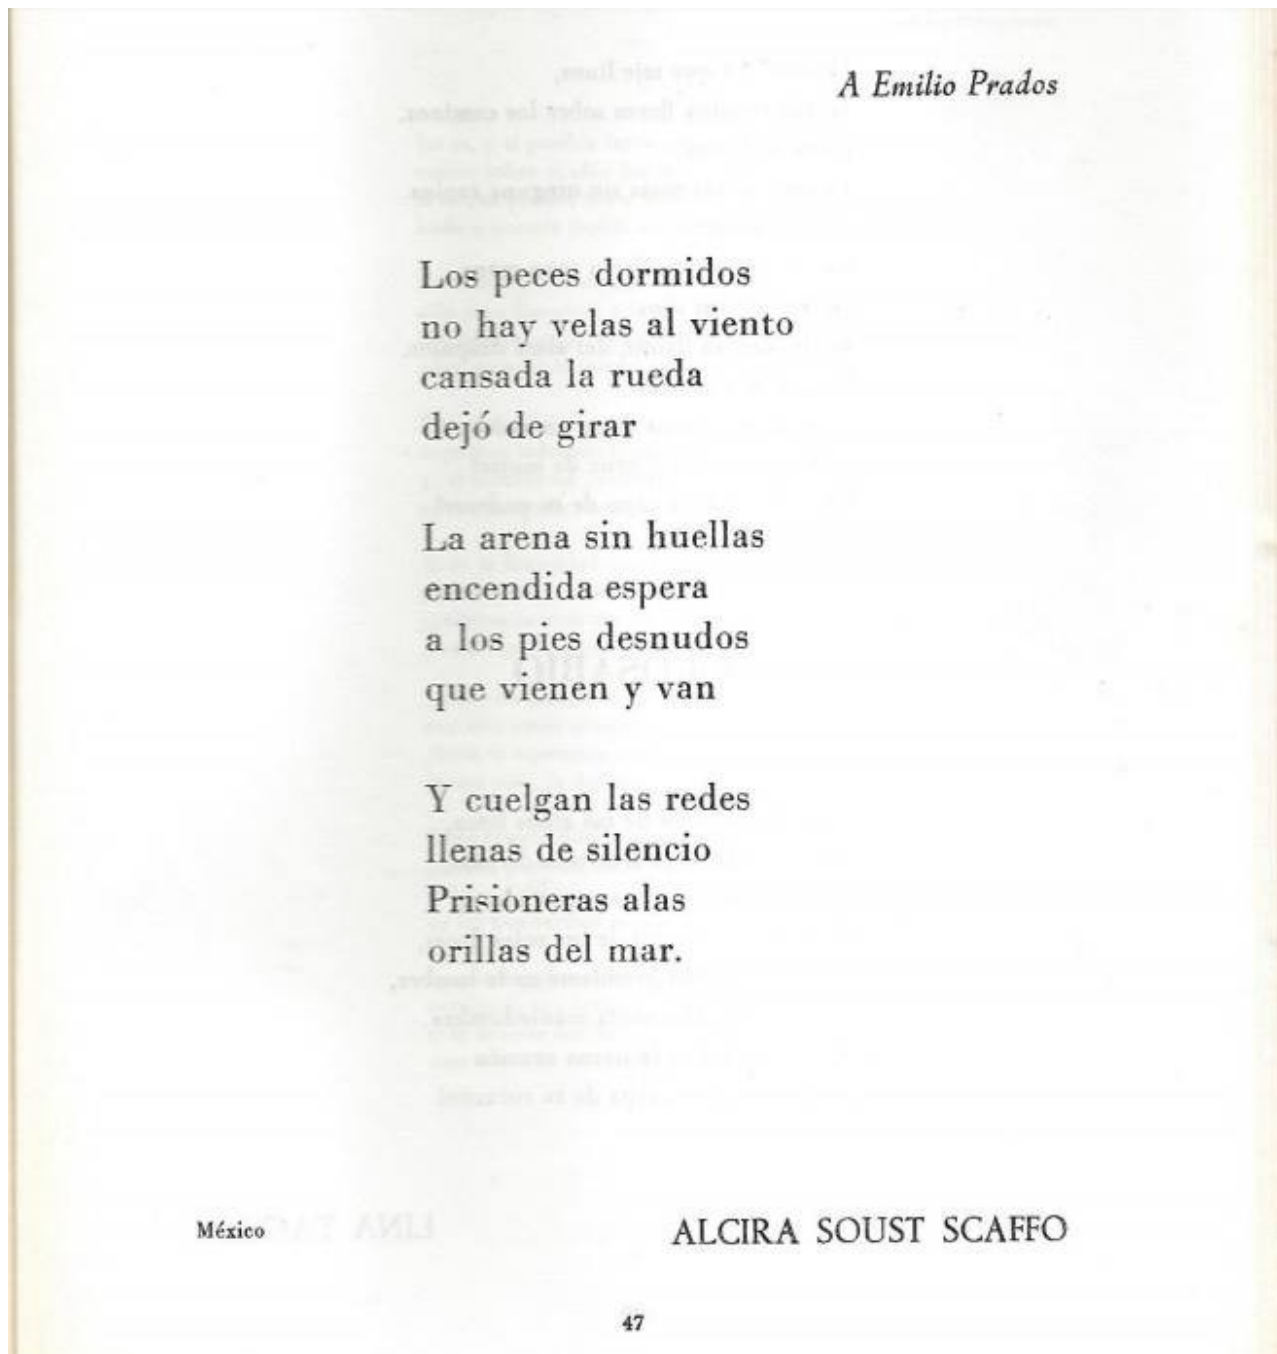 A Emilio Prados
Los peces dormidos
no hay velas al viento
cansada la rueda
dejó de girar
La arena sin huellas
encendida espera
a los pies desnudos
que vienen y van
Y cuelgan las redes
llenas de silencio
Prisioneras alas
orillas del mar.
México
ALCIRA SOUST SCAFFO
47